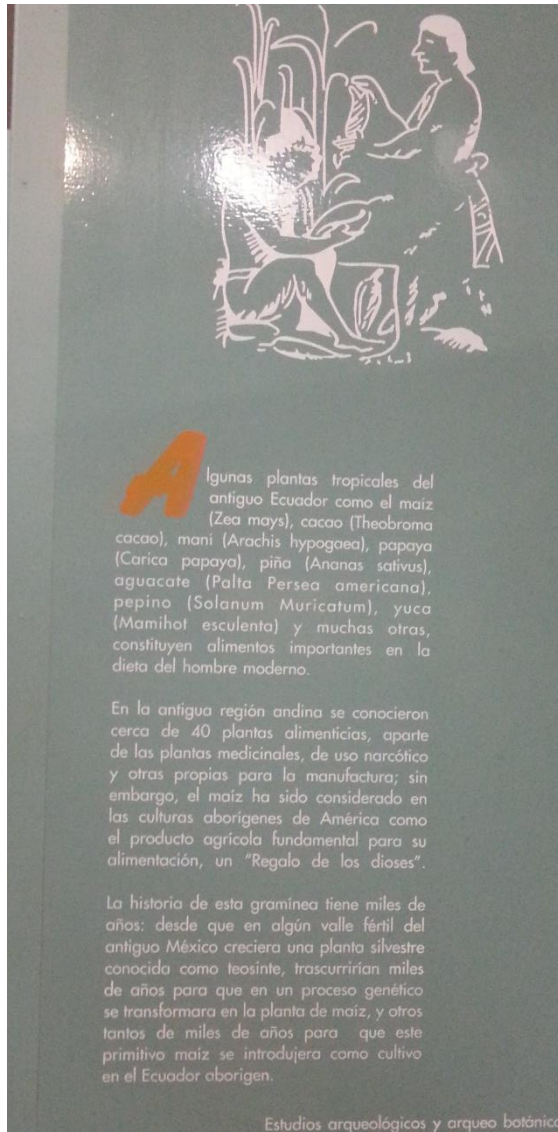 Algunas plantas tropicales del
antiguo Ecuador como el maíz
(Zea mays), cacao (Theobroma
cacao), maní (Arachis hypogaea), papaya
(Carica papaya), piña (Ananas sativus),
aguacate (Palta Persea americana),
pepino (Solanum Muricatum), yuca
(Mamihot esculenta) y muchas otras,
constituyen alimentos importantes en la
dieta del hombre moderno.
En la antigua región andina se conocieron
cerca de 40 plantas alimenticias, aparte
de las plantas medicinales, de uso narcótico
y otras propias para la manufactura; sin
embargo, el maíz ha sido considerado en
las culturas aborígenes de América como
el producto agrícola fundamental para su
alimentación, un "Regalo de los dioses".
La historia de esta gramínea tiene miles de
años: desde que en algún valle fértil del
antiguo México creciera una planta silvestre
conocida como teosinte, trascurrirían miles
de años para que en un proceso genético
se transformara en la planta de maíz, y otros
tantos de miles de años para que este
primitivo maíz se introdujera como cultivo
en el Ecuador aborigen.
Estudios arqueológicos y arqueo botánico